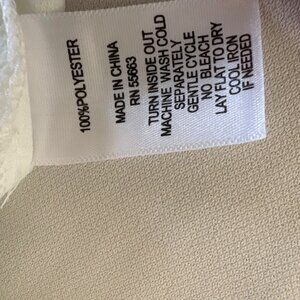 100%POLYESTER
MADE IN CHINA
RN 55663
TURN INSIDE OUT
MACHINE WASH COLD
SEPARATELY
GENTLE CYCLE
NO BLEACH
LAY FLAT TO DRY
COOL IRON
IF NEEDED